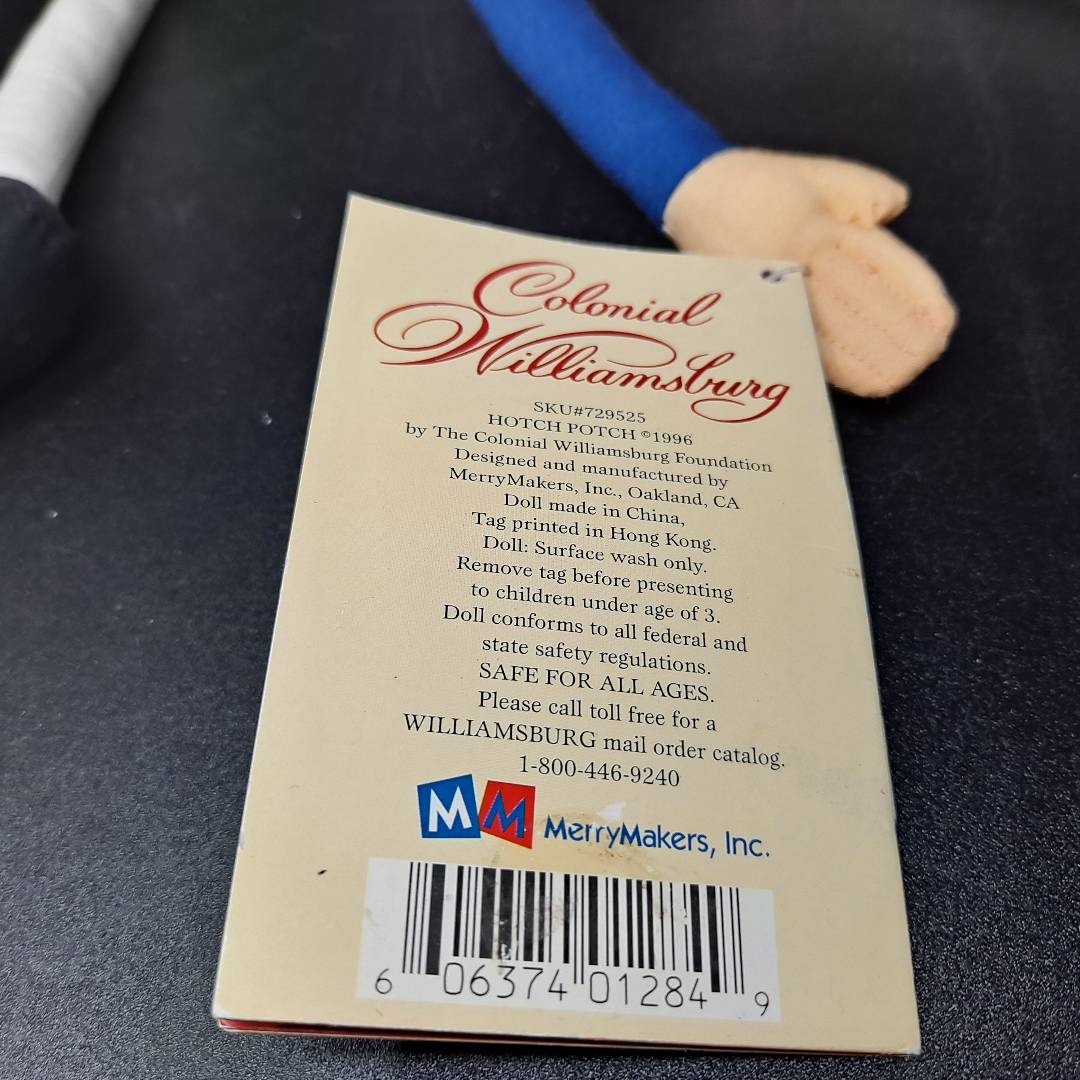 Colonial
Williamsburg
SKU#729525
HOTCH POTCH ©1996
by The Colonial Williamsburg Foundation
Designed and manufactured by
MerryMakers, Inc., Oakland, CA
Doll made in China,
Tag printed in Hong Kong.
Doll: Surface wash only.
Remove tag before presenting
to children under age of 3.
Doll conforms to all federal and
state safety regulations.
SAFE FOR ALL AGES.
Please call toll free for a
WILLIAMSBURG mail order catalog.
1-800-446-9240
MM MerryMakers, Inc.
6 06374 01284 9